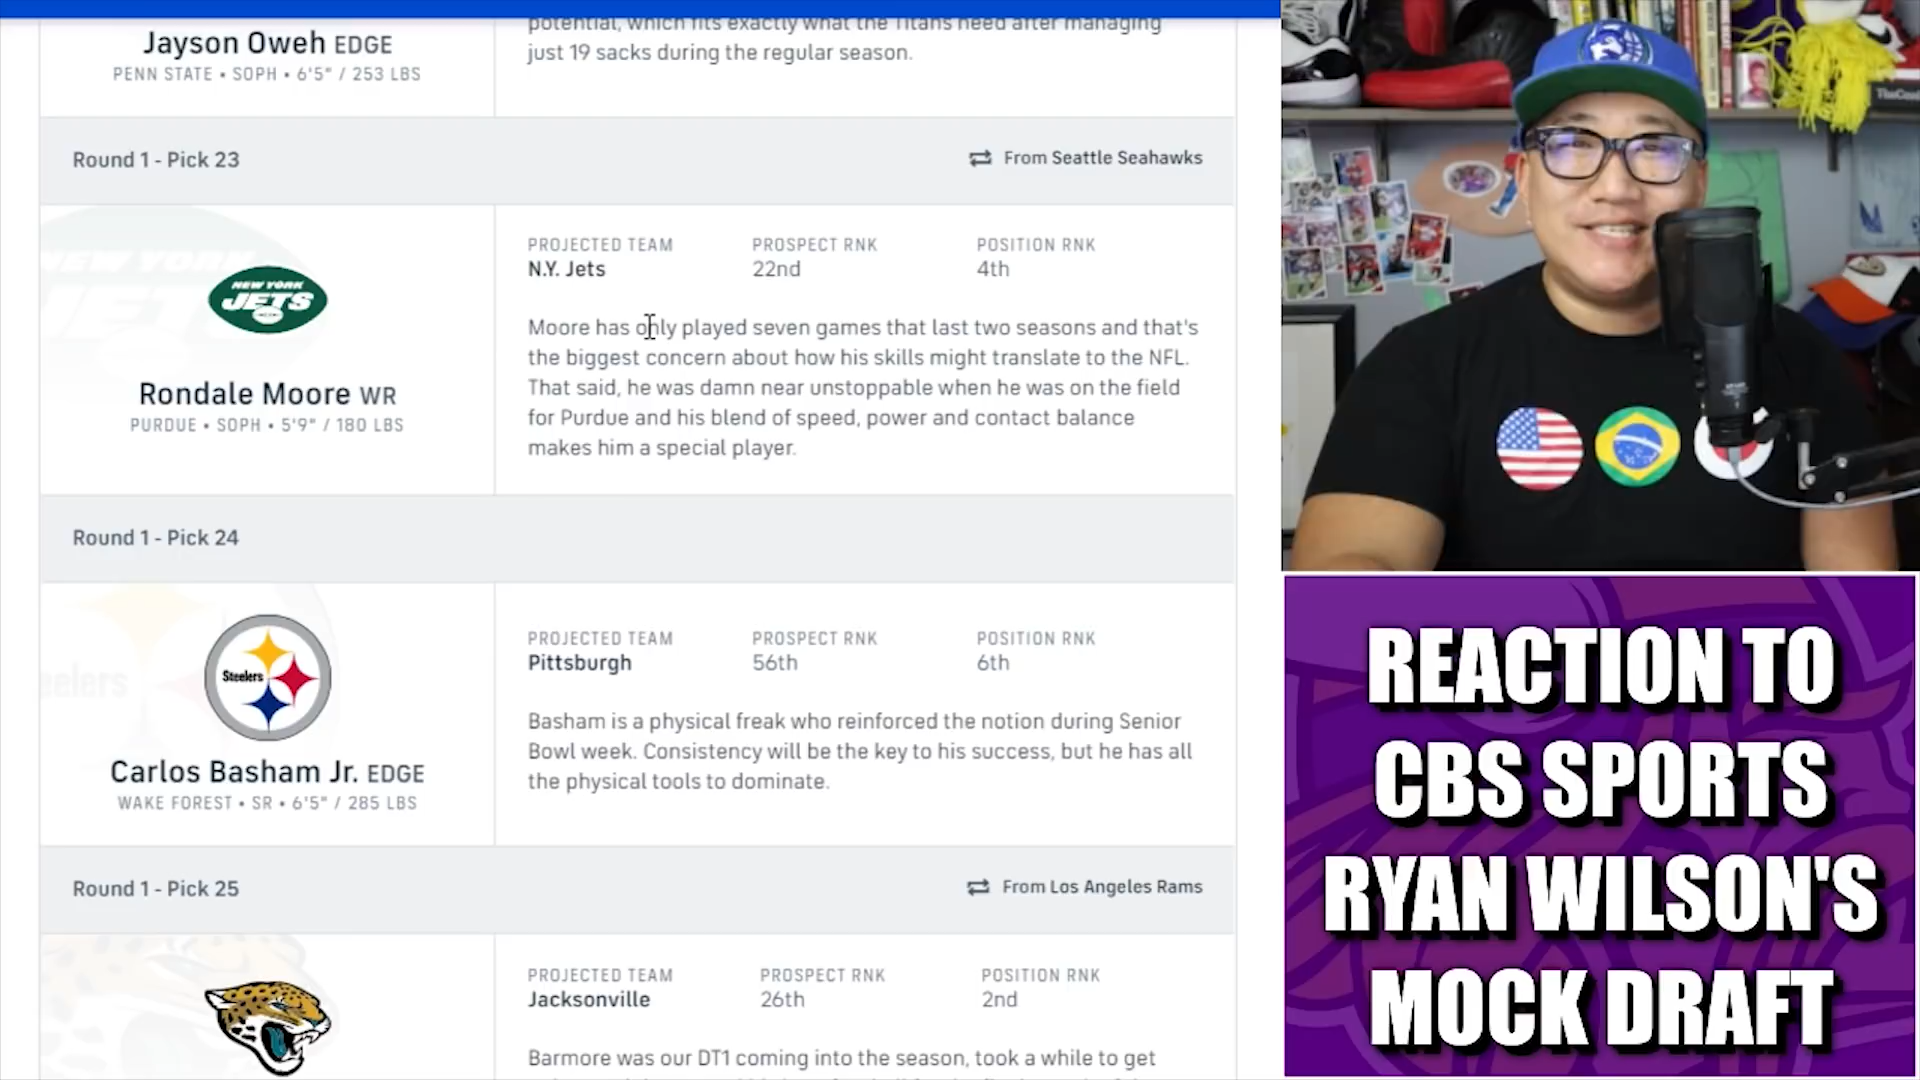 potential, which fits exactly what the Titans need after managing
just 19 sacks during the regular season.
Jayson Oweh EDGE
PENN STATE • SOPH • 6'5" / 253 LBS
Round 1 - Pick 23
From Seattle Seahawks
NEW YORK
JETS
Rondale Moore WR
PURDUE • SOPH • 5'9" / 180 LBS
PROJECTED TEAM PROSPECT RNK POSITION RNK
N.Y. Jets 22nd 4th
Moore has only played seven games that last two seasons and that's
the biggest concern about how his skills might translate to the NFL.
That said, he was damn near unstoppable when he was on the field
for Purdue and his blend of speed, power and contact balance
makes him a special player.
Round 1 - Pick 24
Steelers
Carlos Basham Jr. EDGE
WAKE FOREST • SR • 6'5" / 285 LBS
PROJECTED TEAM PROSPECT RNK POSITION RNK
Pittsburgh 56th 6th
Basham is a physical freak who reinforced the notion during Senior
Bowl week. Consistency will be the key to his success, but he has all
the physical tools to dominate.
Round 1 - Pick 25
From Los Angeles Rams
PROJECTED TEAM PROSPECT RNK POSITION RNK
Jacksonville 26th 2nd
Barmore was our DT1 coming into the season, took a while to get
REACTION TO
CBS SPORTS
RYAN WILSON'S
MOCK DRAFT